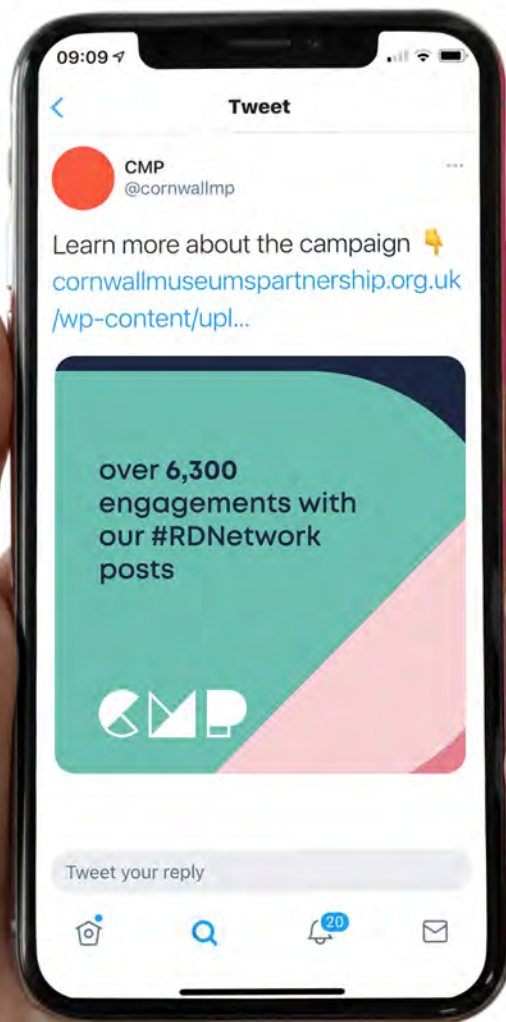 09:09
Tweet
CMP
@cornwallmp
Learn more about the campaign 👇
cornwallmuseumspartnership.org.uk
/wp-content/upl...
over 6,300
engagements with
our #RDNetwork
posts
CMP
Tweet your reply
20